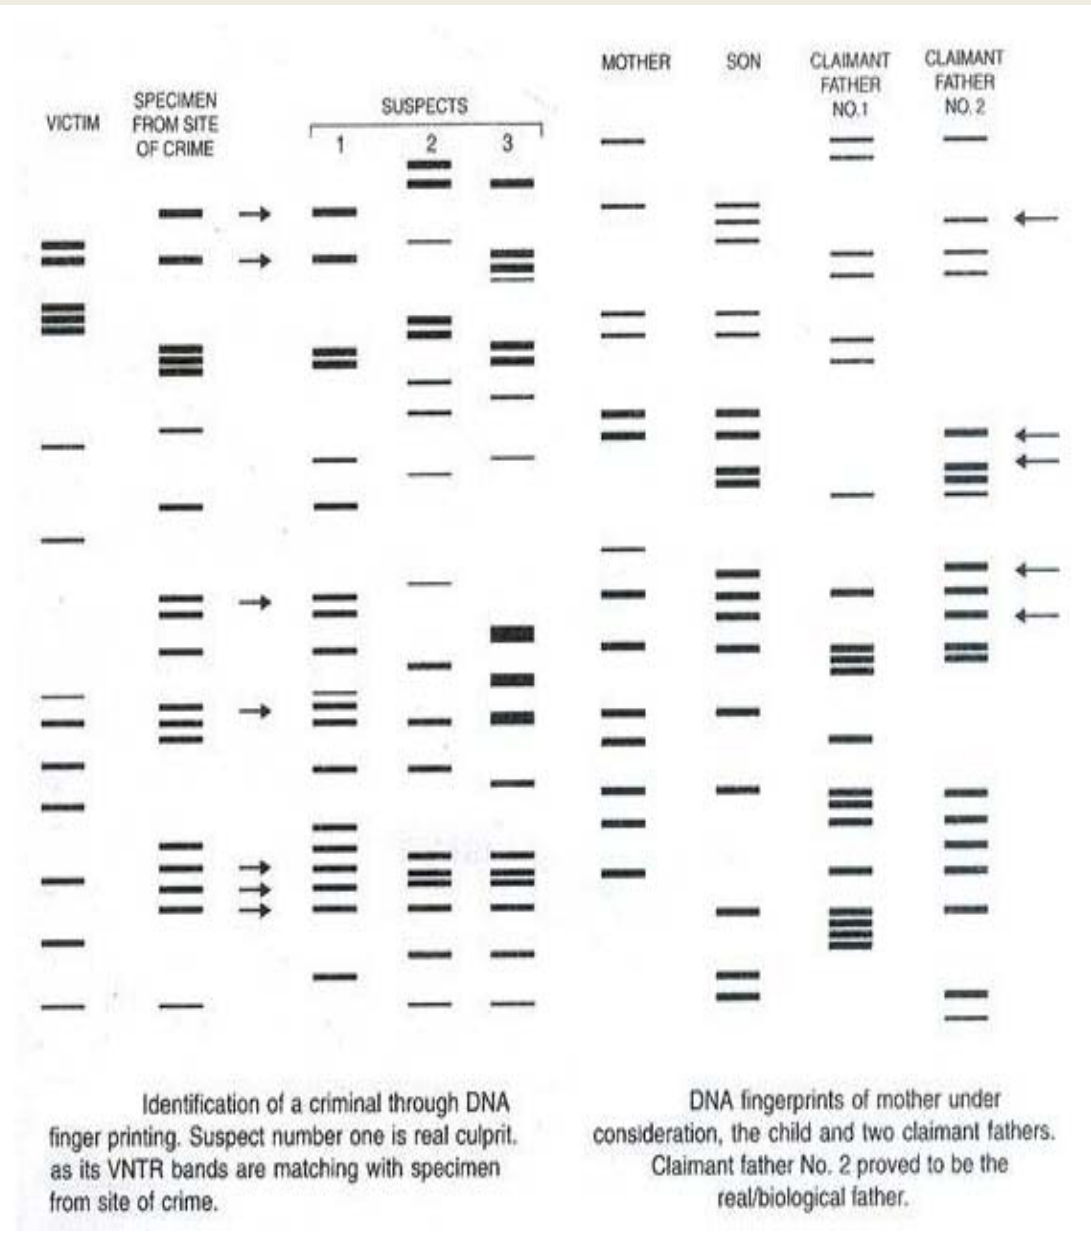 VICTIM
SPECIMEN
FROM SITE
OF CRIME
SUSPECTS
1
2
3
Identification of a criminal through DNA
finger printing. Suspect number one is real culprit.
as its VNTR bands are matching with specimen
from site of crime.
MOTHER
SON
CLAIMANT
FATHER
NO.1
CLAIMANT
FATHER
NO. 2
DNA fingerprints of mother under
consideration, the child and two claimant fathers.
Claimant father No. 2 proved to be the
real/biological father.